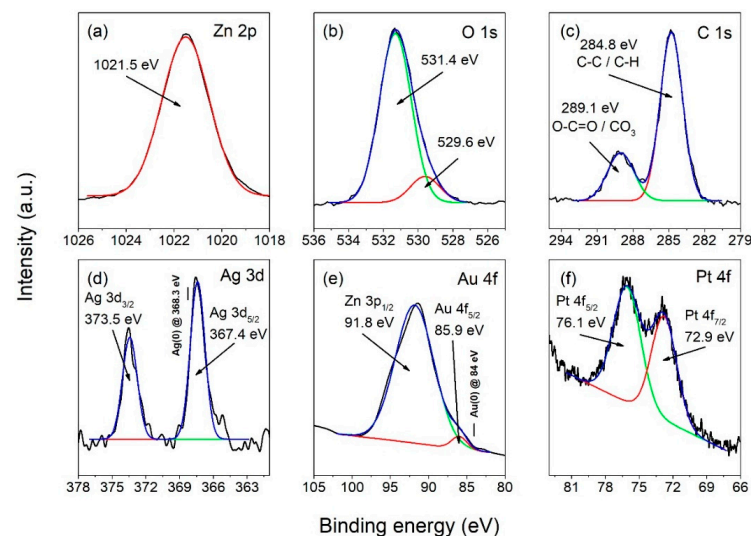 (a) Zn 2p
1021.5 eV
1026 1024 1022 1020 1018
(b) O 1s
531.4 eV
529.6 eV
536 534 532 530 528 526
(c) C 1s
284.8 eV
C-C / C-H
289.1 eV
O-C=O / CO3
294 291 288 285 282 279
Intensity (a.u.)
(d) Ag 3d
Ag 3d3/2
373.5 eV
Ag(0) @ 368.3 eV
Ag 3d5/2
367.4 eV
378 375 372 369 366 363
(e) Au 4f
Zn 3p1/2
91.8 eV
Au 4f5/2
85.9 eV
Au(0) @ 84 eV
105 100 95 90 85 80
(f) Pt 4f
Pt 4f5/2
76.1 eV
Pt 4f7/2
72.9 eV
81 78 75 72 69 66
Binding energy (eV)